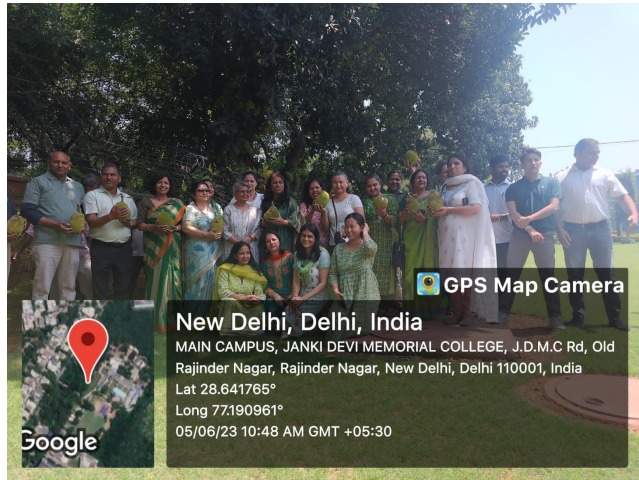 GPS Map Camera
New Delhi, Delhi, India
MAIN CAMPUS, JANKI DEVI MEMORIAL COLLEGE, J.D.M.C Rd, Old
Rajinder Nagar, Rajinder Nagar, New Delhi, Delhi 110001, India
Lat 28.641765°
Long 77.190961°
05/06/23 10:48 AM GMT +05:30
Google